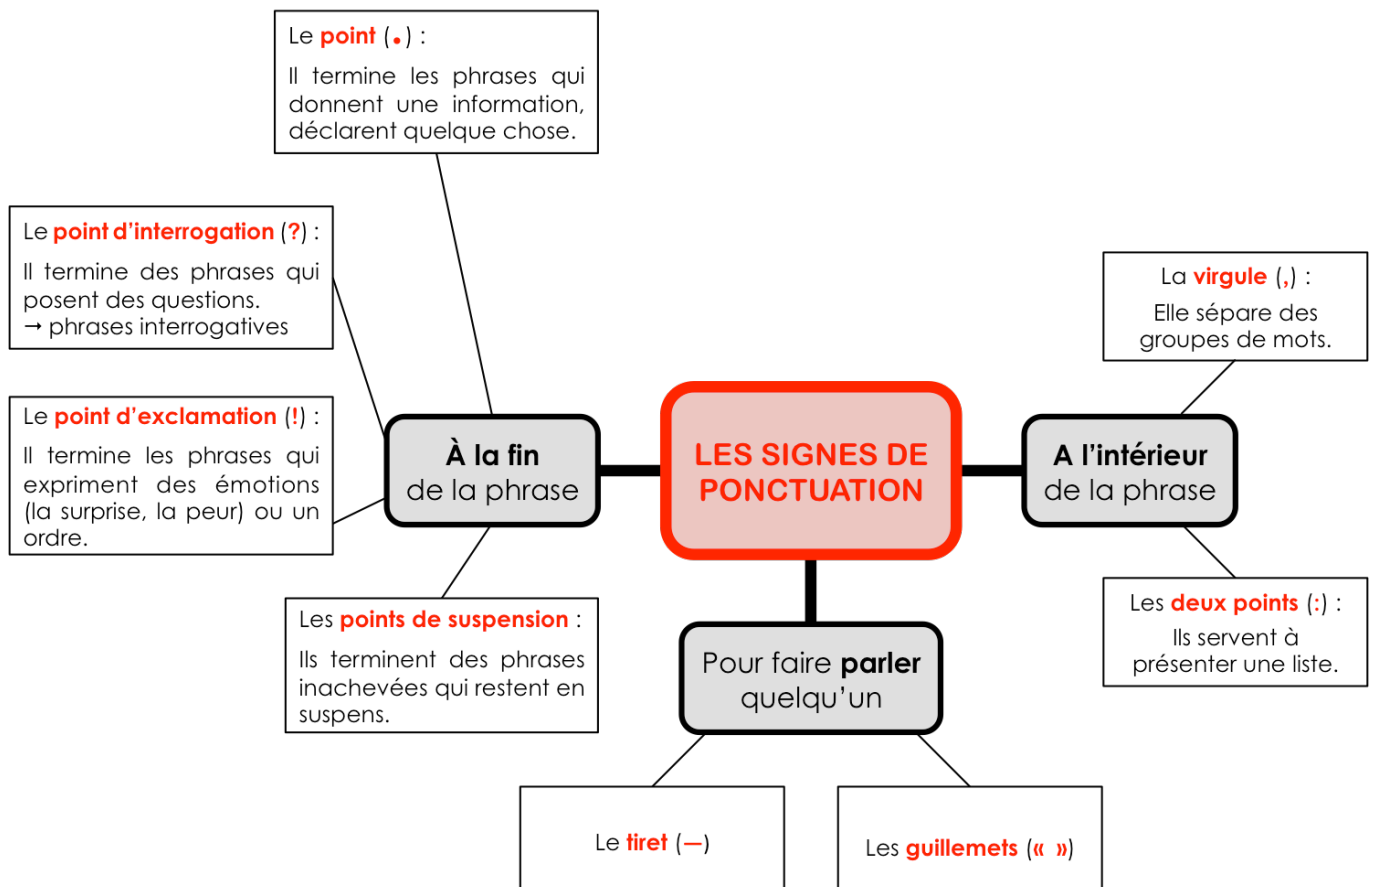 Le point (.) :
Il termine les phrases qui
donnent une information,
déclarent quelque chose.
Le point d’interrogation (?) :
Il termine des phrases qui
posent des questions.
→ phrases interrogatives
Le point d’exclamation (!) :
Il termine les phrases qui
expriment des émotions
(la surprise, la peur) ou un
ordre.
À la fin
de la phrase
Les points de suspension :
Ils terminent des phrases
inachevées qui restent en
suspens.
LES SIGNES DE
PONCTUATION
La virgule (,) :
Elle sépare des
groupes de mots.
A l’intérieur
de la phrase
Les deux points (:) :
Ils servent à
présenter une liste.
Pour faire parler
quelqu’un
Le tiret (—)
Les guillemets (« »)